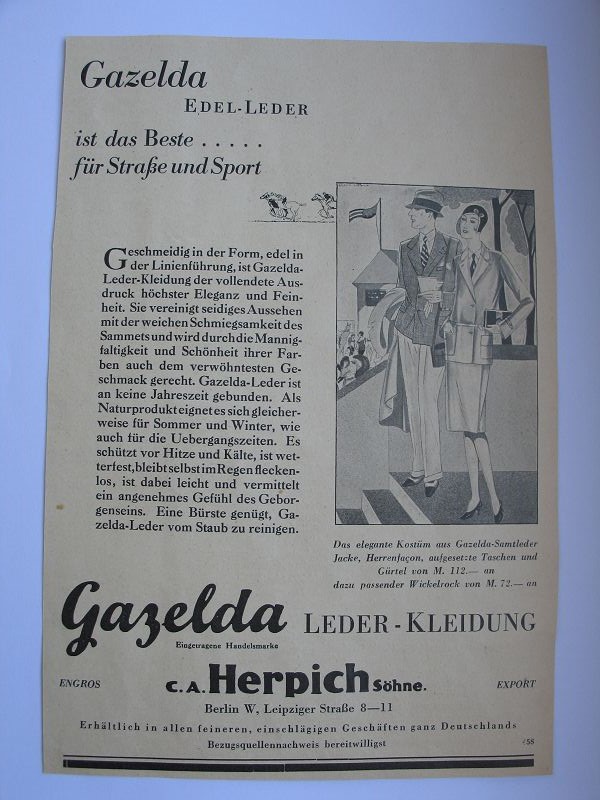 Gazelda
EDEL-LEDER
ist das Beste . . . . .
für Straße und Sport
Geschmeidig in der Form, edel in
der Linienführung, ist Gazelda-
Leder-Kleidung der vollendete Aus-
druck höchster Eleganz und Fein-
heit. Sie vereinigt seidiges Aussehen
mit der weichen Schmiegsamkeit des
Sammets und wird durch die Mannig-
faltigkeit und Schönheit ihrer Far-
ben auch dem verwöhntesten Ge-
schmack gerecht. Gazelda-Leder ist
an keine Jahreszeit gebunden. Als
Naturprodukt eignet es sich gleicher-
weise für Sommer und Winter, wie
auch für die Uebergangszeiten. Es
schützt vor Hitze und Kälte, ist wet-
terfest, bleibt selbst im Regen flecken-
los, ist dabei leicht und vermittelt
ein angenehmes Gefühl des Gebor-
genseins. Eine Bürste genügt, Ga-
zelda-Leder vom Staub zu reinigen.
Das elegante Kostüm aus Gazelda-Samtleder
Jacke, Herrenfaçon, aufgesetzte Taschen und
Gürtel von M. 112.— an
dazu passender Wickelrock von M. 72.— an
Gazelda LEDER-KLEIDUNG
Eingetragene Handelsmarke
ENGROS C.A. Herpich Söhne. EXPORT
Berlin W, Leipziger Straße 8—11
Erhältlich in allen feineren, einschlägigen Geschäften ganz Deutschlands
Bezugsquellennachweis bereitwilligst